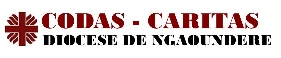 CODAS - CARITAS
DIOCESE DE NGAOUNDERE